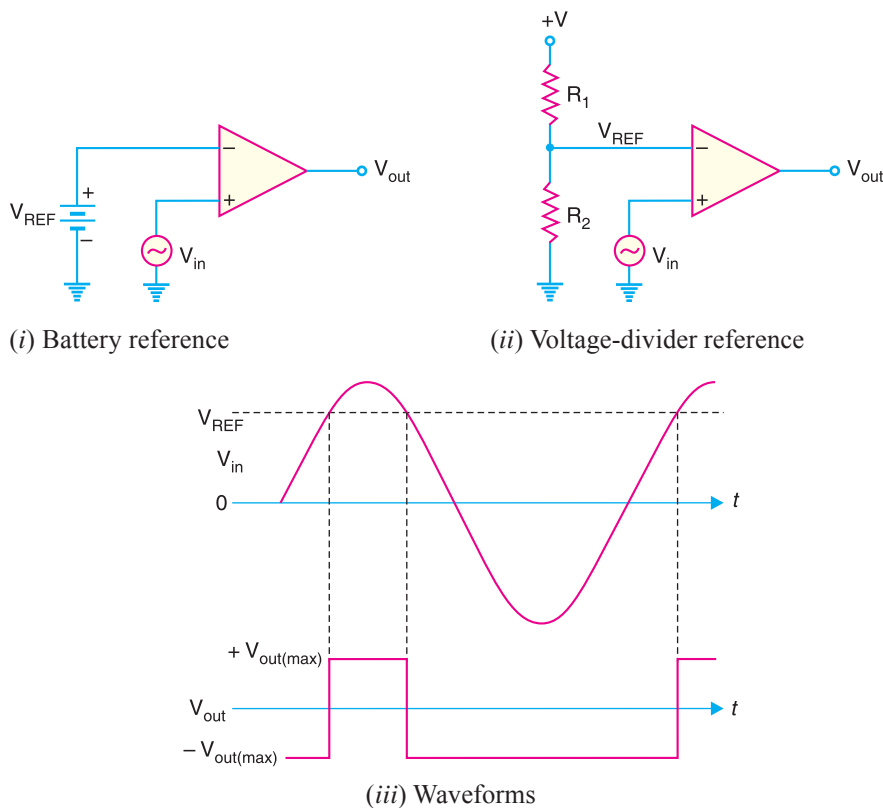 +V
R1
VREF
R2
−
+
Vout
Vin
VREF
+
−
−
+
Vout
Vin
(i) Battery reference
(ii) Voltage-divider reference
VREF
Vin
0
t
+ Vout(max)
Vout
t
− Vout(max)
(iii) Waveforms